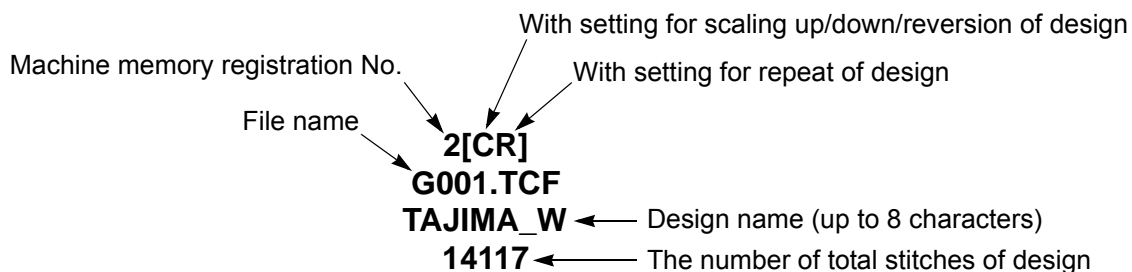 With setting for scaling up/down/reversion of design
Machine memory registration No.
With setting for repeat of design
File name
2[CR]
G001.TCF
TAJIMA_W
Design name (up to 8 characters)
14117
The number of total stitches of design